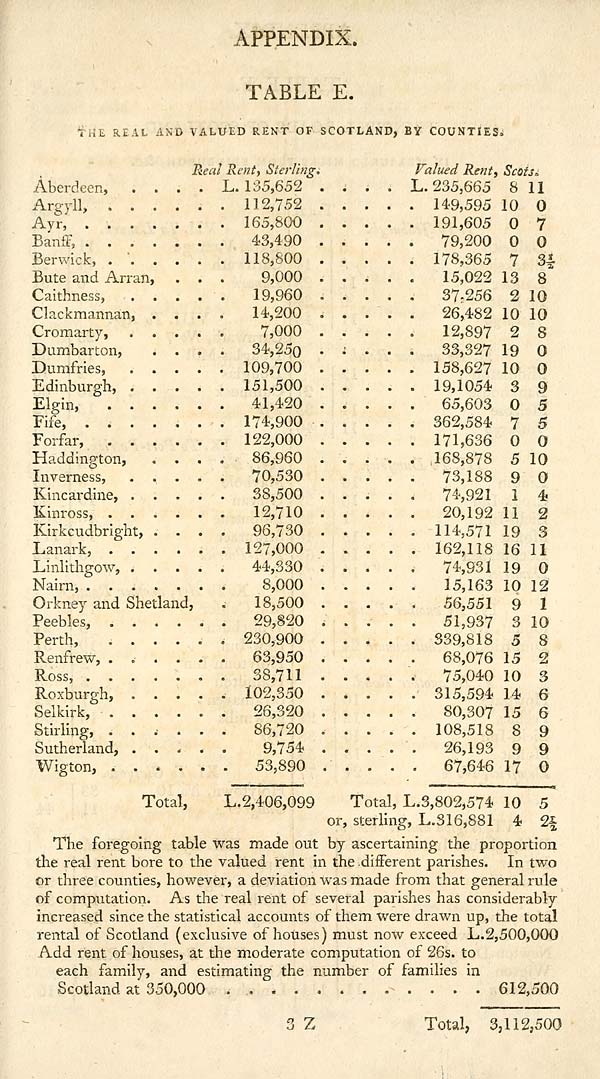 APPENDIX.
TABLE E.
THE REAL AND VALUED RENT OF SCOTLAND, BY COUNTIES.
Real Rent, Sterling. Valued Rent, Scots.
Aberdeen, . . . . L. 135,652 . . . . L. 235,665 8 11
Argyll, . . . . . . 112,752 . . . . . 149,595 10 0
Ayr, . . . . . . . 165,800 . . . . . 191,605 0 7
Banff, . . . . . . . 43,490 . . . . . 79,200 0 0
Berwick, . . . . . . 118,800 . . . . . 178,365 7 3½
Bute and Arran, . . . 9,000 . . . . . 15,022 13 8
Caithness, . . . . . 19,960 . . . . . 37.256 2 10
Clackmannan, . . . . 14,200 . . . . . 26,482 10 10
Cromarty, . . . . . 7,000 . . . . . 12,897 2 8
Dumbarton, . . . . 34,250 . . . . . 33,327 19 0
Dumfries, . . . . . 109,700 . . . . . 158,627 10 0
Edinburgh, . . . . . 151,500 . . . . . 19,1054 3 9
Elgin, . . . . . . 41,420 . . . . . 65,603 0 5
Fife, . . . . . . . 174,900 . . . . . 362,584 7 5
Forfar, . . . . . . 122,000 . . . . . 171,636 0 0
Haddington, . . . . 86,960 . . . . . 168,878 5 10
Inverness, . . . . . 70,530 . . . . . 73,188 9 0
Kincardine, . . . . . 38,500 . . . . . 74,921 1 4
Kinross, . . . . . . 12,710 . . . . . 20,192 11 2
Kirkcudbright, . . . . 96,730 . . . . . 114,571 19 3
Lanark, . . . . . . 127,000 . . . . . 162,118 16 11
Linlithgow, . . . . . 44,330 . . . . . 74,931 19 0
Nairn, . . . . . . . 8,000 . . . . . 15,163 10 12
Orkney and Shetland, . 18,500 . . . . . 56,551 9 1
Peebles, . . . . . . 29,820 . . . . . 51,937 3 10
Perth, . . . . . . 230,900 . . . . . 339,818 5 8
Renfrew, . . . . . . 63,950 . . . . . 68,076 15 2
Ross, . . . . . . . 38,711 . . . . . 75,040 10 3
Roxburgh, . . . . . 102,350 . . . . . 315,594 14 6
Selkirk, . . . . . . 26,320 . . . . . 80,307 15 6
Stirling, . . . . . . 86,720 . . . . . 108,518 8 9
Sutherland, . . . . . 9,754 . . . . . 26,193 9 9
Wigton, . . . . . . 53,890 . . . . . 67,646 17 0
Total, L.2,406,099 Total, L.3,802,574 10 5
or, sterling, L.316,881 4 2½
The foregoing table was made out by ascertaining the proportion
the real rent bore to the valued rent in the different parishes. In two
or three counties, however, a deviation was made from that general rule
of computation. As the real rent of several parishes has considerably
increased since the statistical accounts of them were drawn up, the total
rental of Scotland (exclusive of houses) must now exceed L.2,500,000
Add rent of houses, at the moderate computation of 26s. to
each family, and estimating the number of families in
Scotland at 350,000 . . . . . . . . . . . . 612,500
3 Z Total, 3,112,500